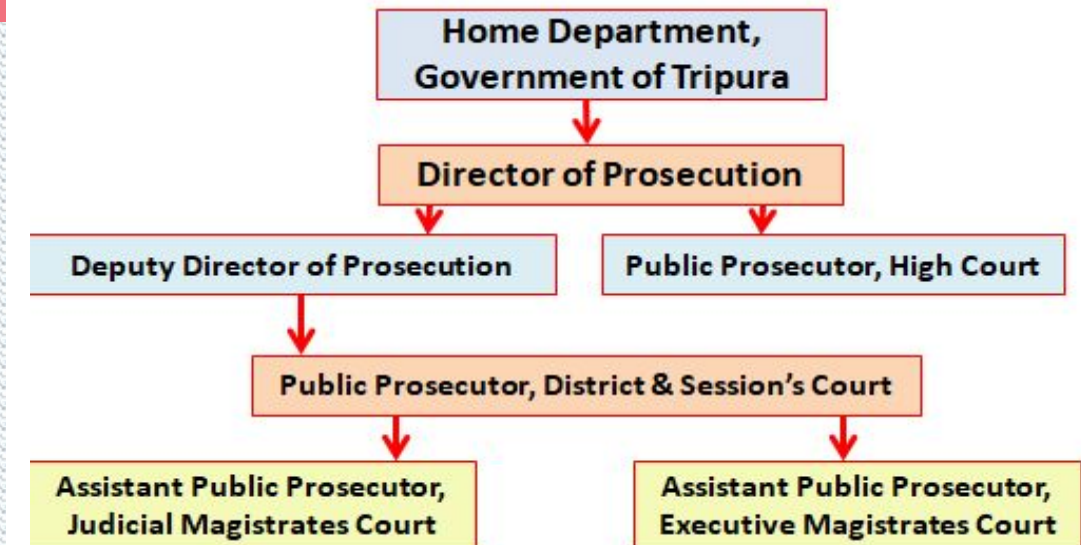 Home Department,
Government of Tripura
Director of Prosecution
Deputy Director of Prosecution
Public Prosecutor, High Court
Public Prosecutor, District & Session’s Court
Assistant Public Prosecutor,
Judicial Magistrates Court
Assistant Public Prosecutor,
Executive Magistrates Court